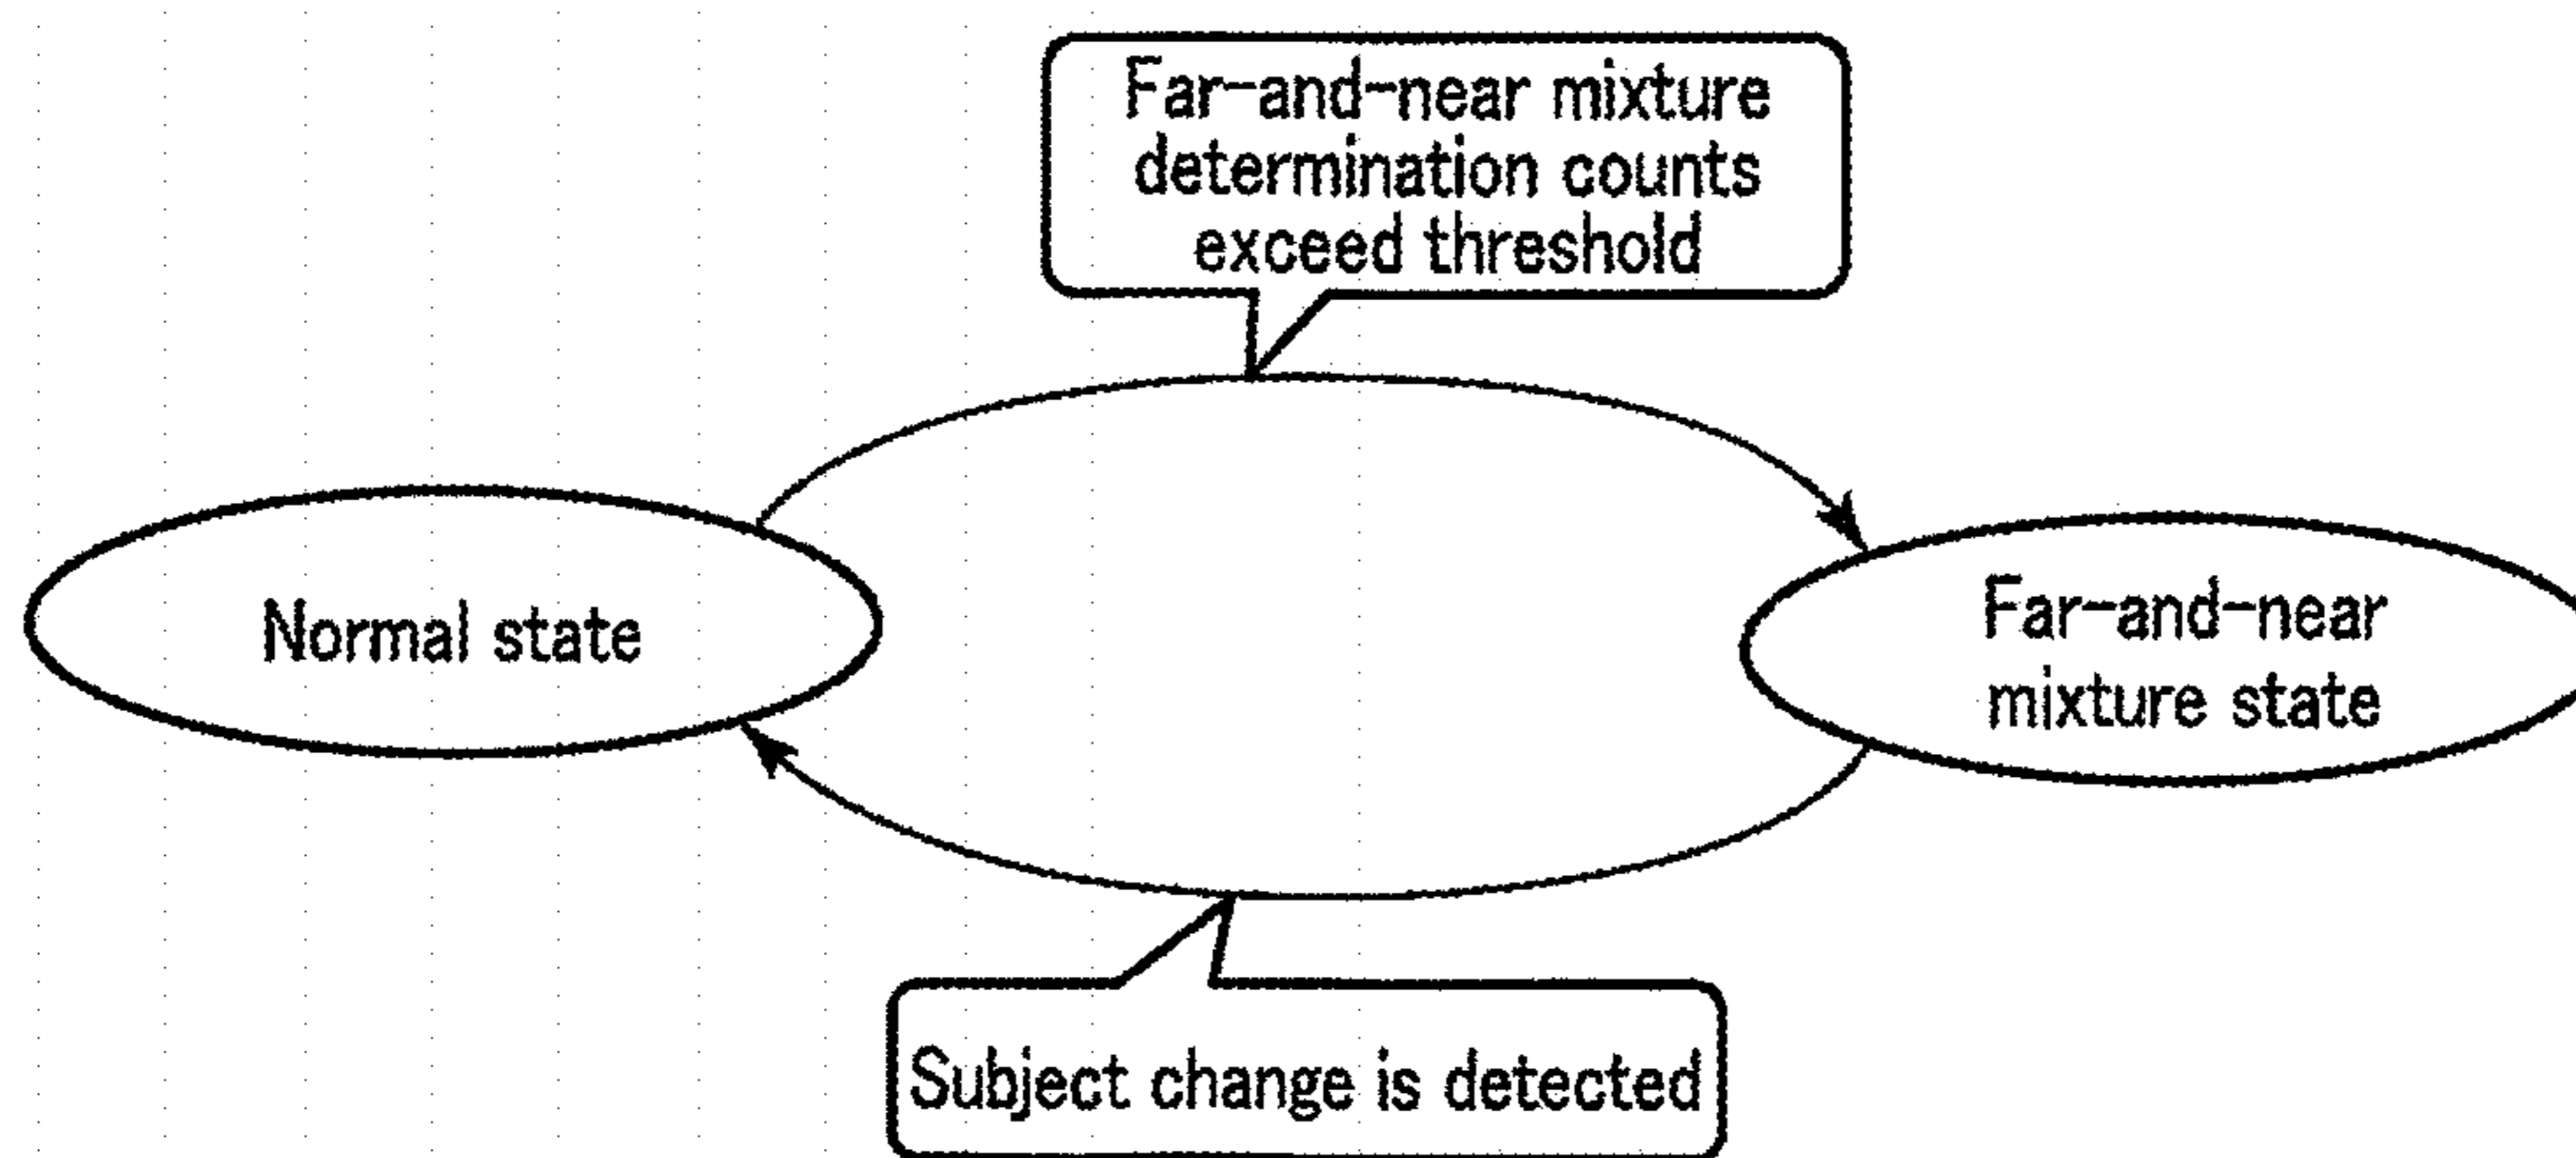 Far-and-near mixture
determination counts
exceed threshold
Normal state
Far-and-near
mixture state
Subject change is detected